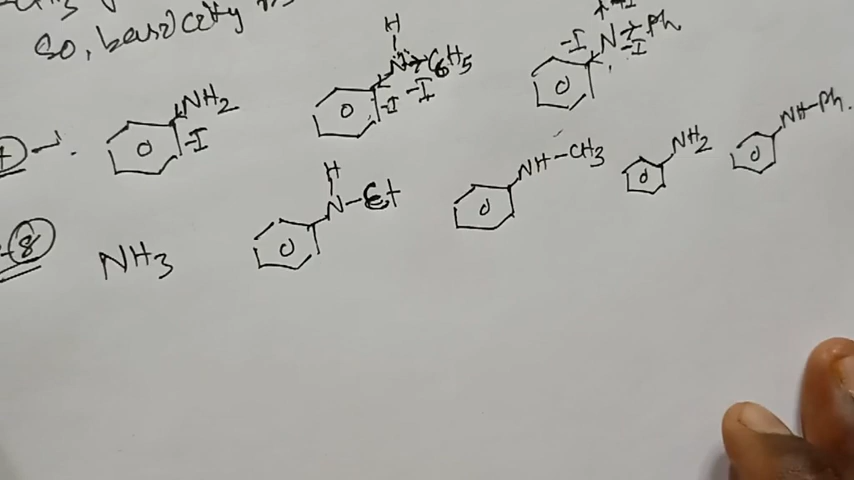 So, basicity
H
NH2
-I
N C6H5
-I -I
-I N Ph
-I
8
NH3
H
N-Et
NH-CH3
NH2
NH-Ph.